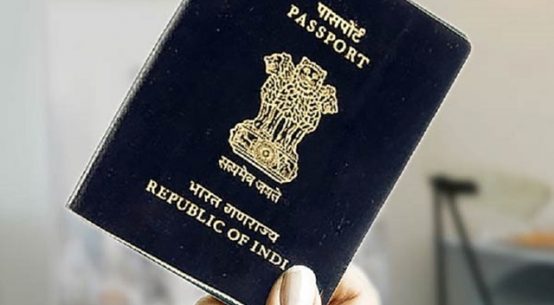 पासपोर्ट
PASSPORT
सत्यमेव जयते
भारत गणराज्य
REPUBLIC OF INDI